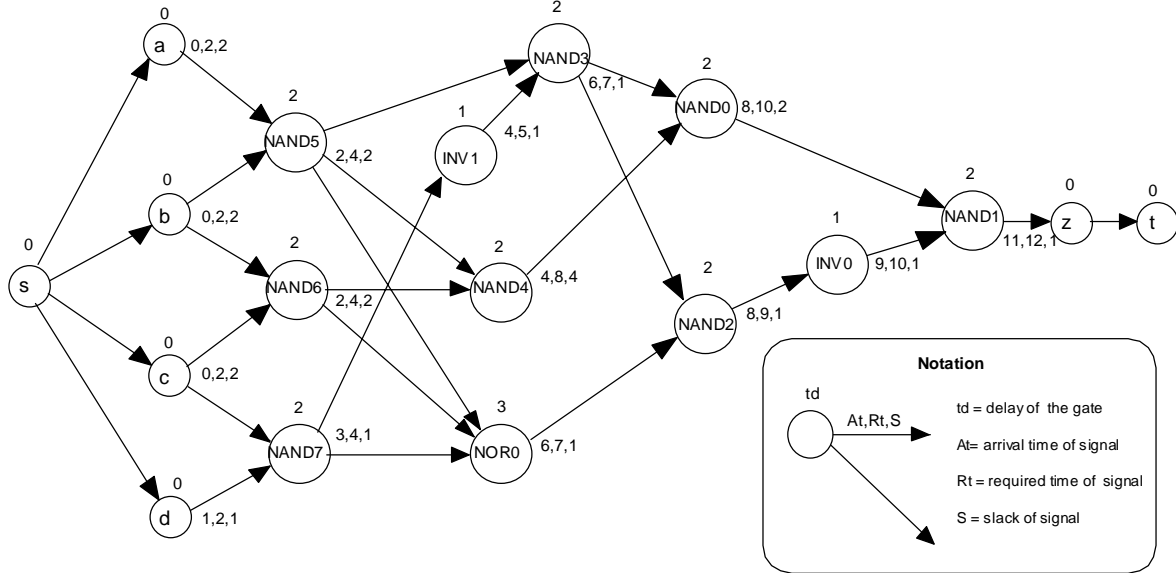 0
a
0,2,2
0
b
0,2,2
0
s
0
c
0,2,2
0
d
1,2,1
2
NAND5
2,4,2
2
NAND6
2,4,2
2
NAND7
3,4,1
1
INV1
4,5,1
2
NAND3
6,7,1
2
NAND4
4,8,4
3
NOR0
6,7,1
2
NAND0
8,10,2
2
NAND2
8,9,1
1
INV0
9,10,1
2
NAND1
11,12,1
0
z
0
t
Notation
td
At,Rt,S
td = delay of the gate
At= arrival time of signal
Rt = required time of signal
S = slack of signal